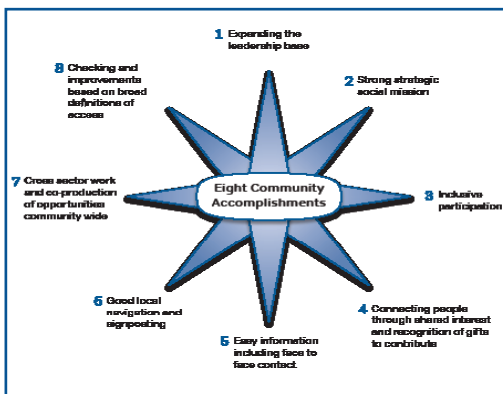 1 Expanding the
leadership base
2 Strong strategic
social mission
3 Inclusive
participation
4 Connecting people
through shared interest
and recognition of gifts
to contribute
5 Easy information
including face to
face contact
6 Good local
navigation and
signposting
7 Cross sector work
and co-production
of opportunities
community wide
8 Checking and
improvements
based on broad
definitions of
access
Eight Community
Accomplishments